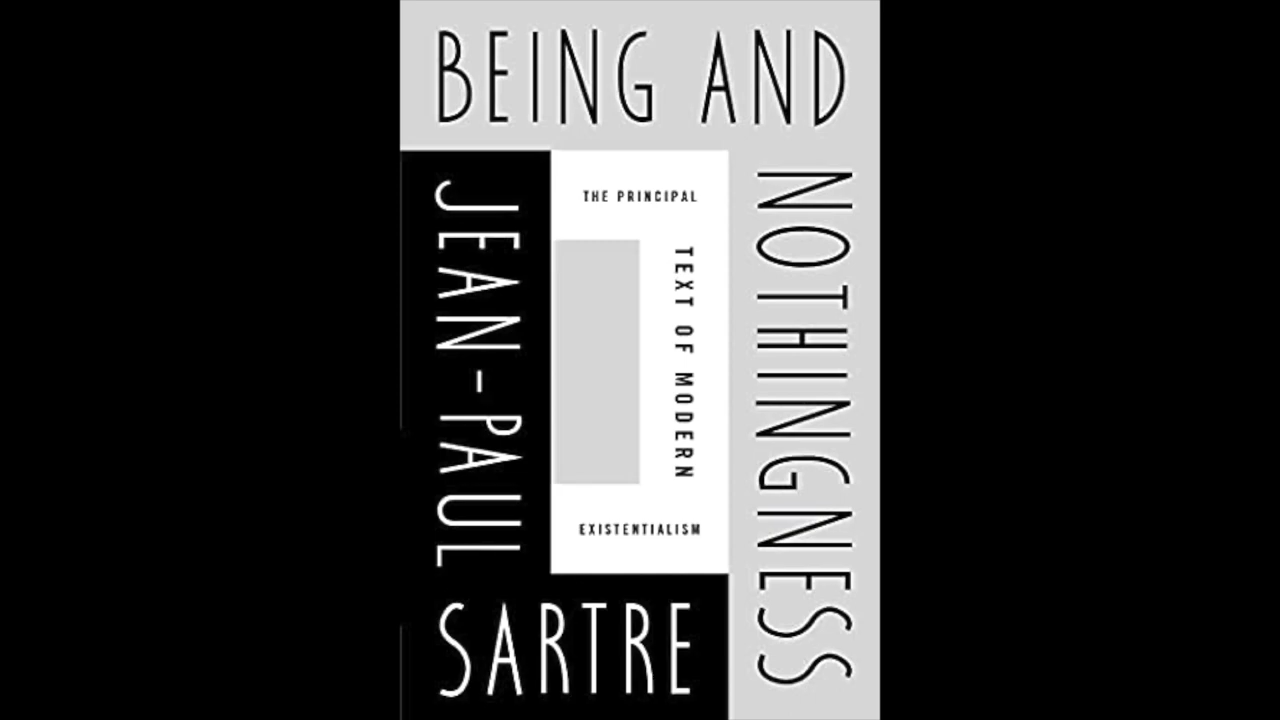 BEING AND
NOTHINGNESS
THE PRINCIPAL
TEXT OF MODERN
EXISTENTIALISM
JEAN-PAUL
SARTRE